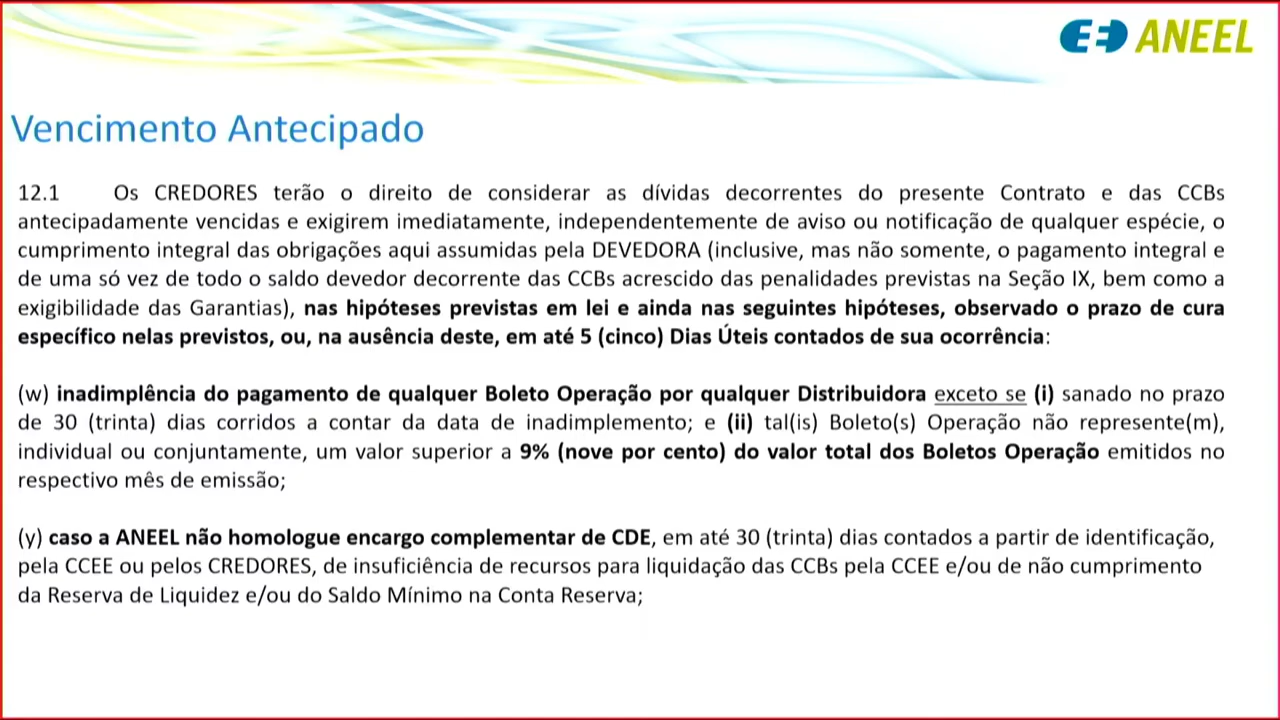 ANEEL
Vencimento Antecipado
12.1 Os CREDORES terão o direito de considerar as dívidas decorrentes do presente Contrato e das CCBs
antecipadamente vencidas e exigirem imediatamente, independentemente de aviso ou notificação de qualquer espécie, o
cumprimento integral das obrigações aqui assumidas pela DEVEDORA (inclusive, mas não somente, o pagamento integral e
de uma só vez de todo o saldo devedor decorrente das CCBs acrescido das penalidades previstas na Seção IX, bem como a
exigibilidade das Garantias), nas hipóteses previstas em lei e ainda nas seguintes hipóteses, observado o prazo de cura
específico nelas previstos, ou, na ausência deste, em até 5 (cinco) Dias Úteis contados de sua ocorrência:
(w) inadimplência do pagamento de qualquer Boleto Operação por qualquer Distribuidora exceto se (i) sanado no prazo
de 30 (trinta) dias corridos a contar da data de inadimplemento; e (ii) tal(is) Boleto(s) Operação não represente(m),
individual ou conjuntamente, um valor superior a 9% (nove por cento) do valor total dos Boletos Operação emitidos no
respectivo mês de emissão;
(y) caso a ANEEL não homologue encargo complementar de CDE, em até 30 (trinta) dias contados a partir de identificação,
pela CCEE ou pelos CREDORES, de insuficiência de recursos para liquidação das CCBs pela CCEE e/ou de não cumprimento
da Reserva de Liquidez e/ou do Saldo Mínimo na Conta Reserva;